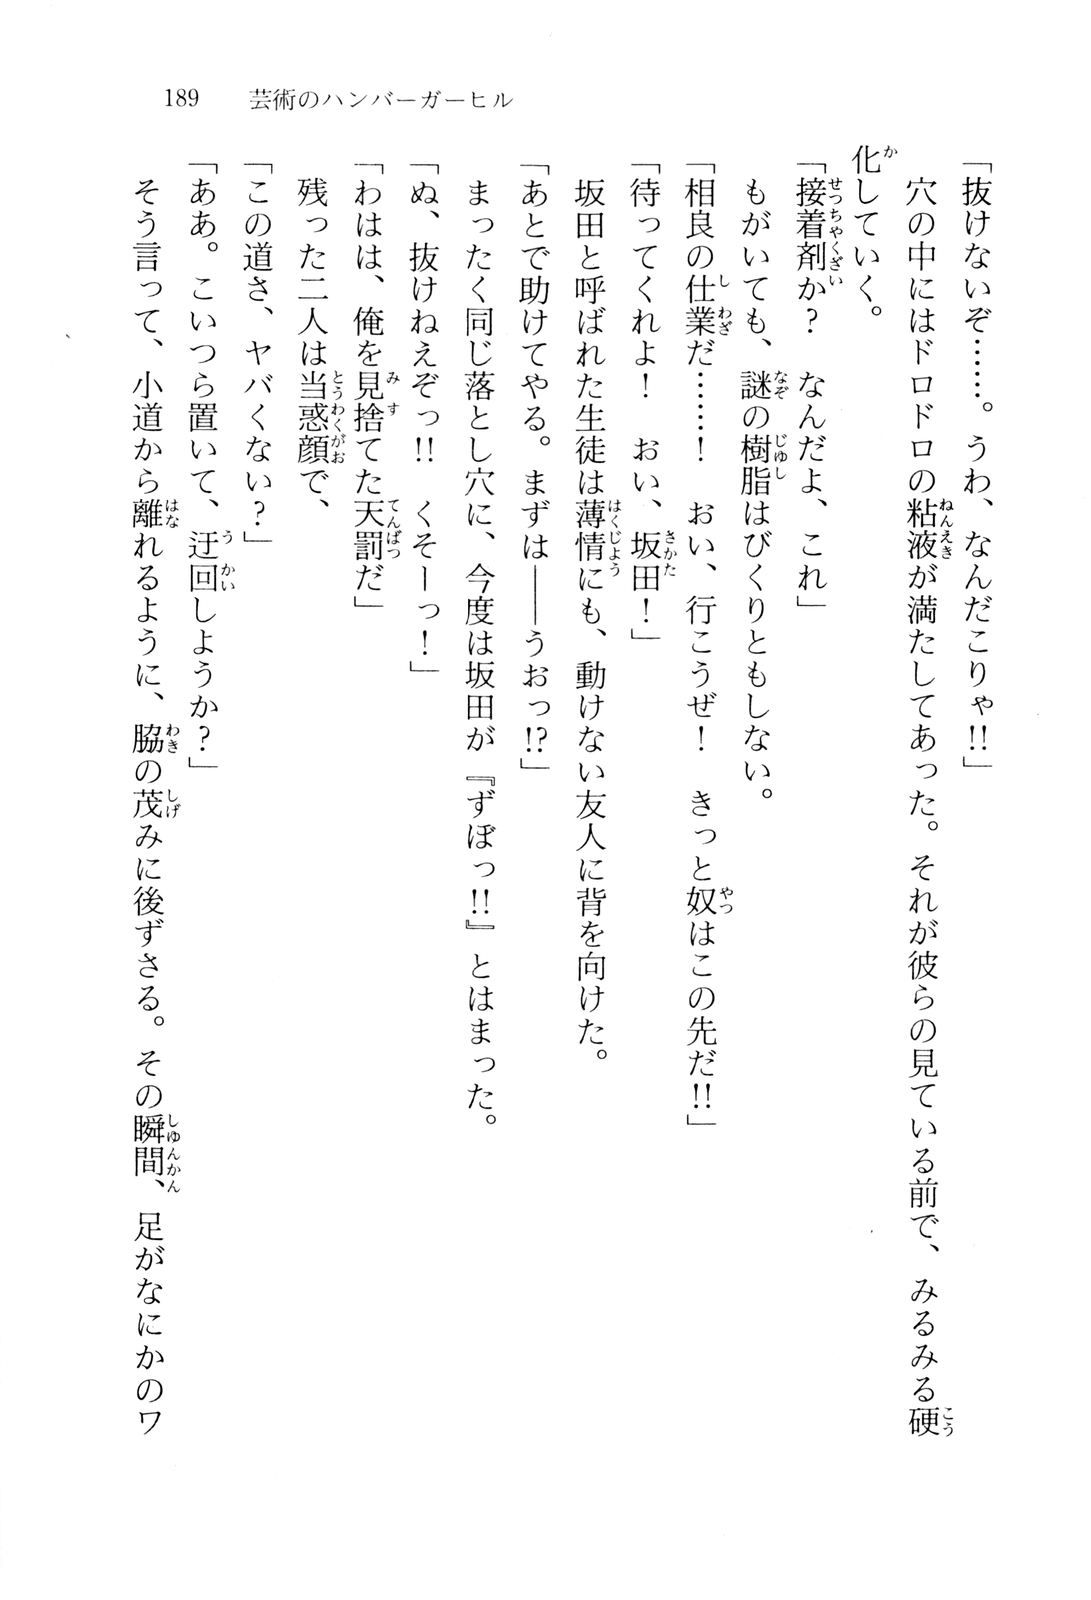 189　芸術のハンバーガーヒル
「抜けないぞ……。うわ、なんだこりゃ!!」
　穴の中にはドロドロの粘液が満たしてあった。それが彼らの見ている前で、みるみる硬
化していく。
「接着剤か？　なんだよ、これ」
　もがいても、謎の樹脂はびくりともしない。
「相良の仕業だ……！　おい、行こうぜ！　きっと奴はこの先だ!!」
「待ってくれよ！　おい、坂田！」
　坂田と呼ばれた生徒は薄情にも、動けない友人に背を向けた。
「あとで助けてやる。まずは——うおっ!?」
　まったく同じ落とし穴に、今度は坂田が『ずぼっ!!』とはまった。
「ぬ、抜けねえぞっ!!　くそーっ！」
「わはは、俺を見捨てた天罰だ」
　残った二人は当惑顔で、
「この道さ、ヤバくない？」
「ああ。こいつら置いて、迂回しようか？」
　そう言って、小道から離れるように、脇の茂みに後ずさる。その瞬間、足がなにかのワ